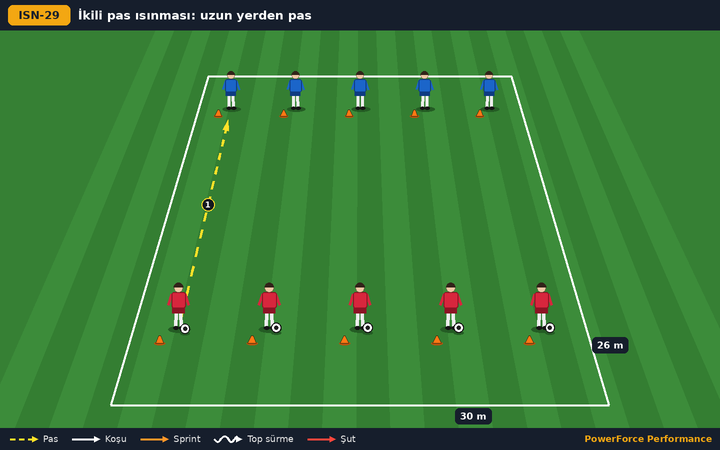 ISN-29 İkili pas ısınması: uzun yerden pas
1
26 m
30 m
Pas Koşu Sprint Top sürme Şut PowerForce Performance